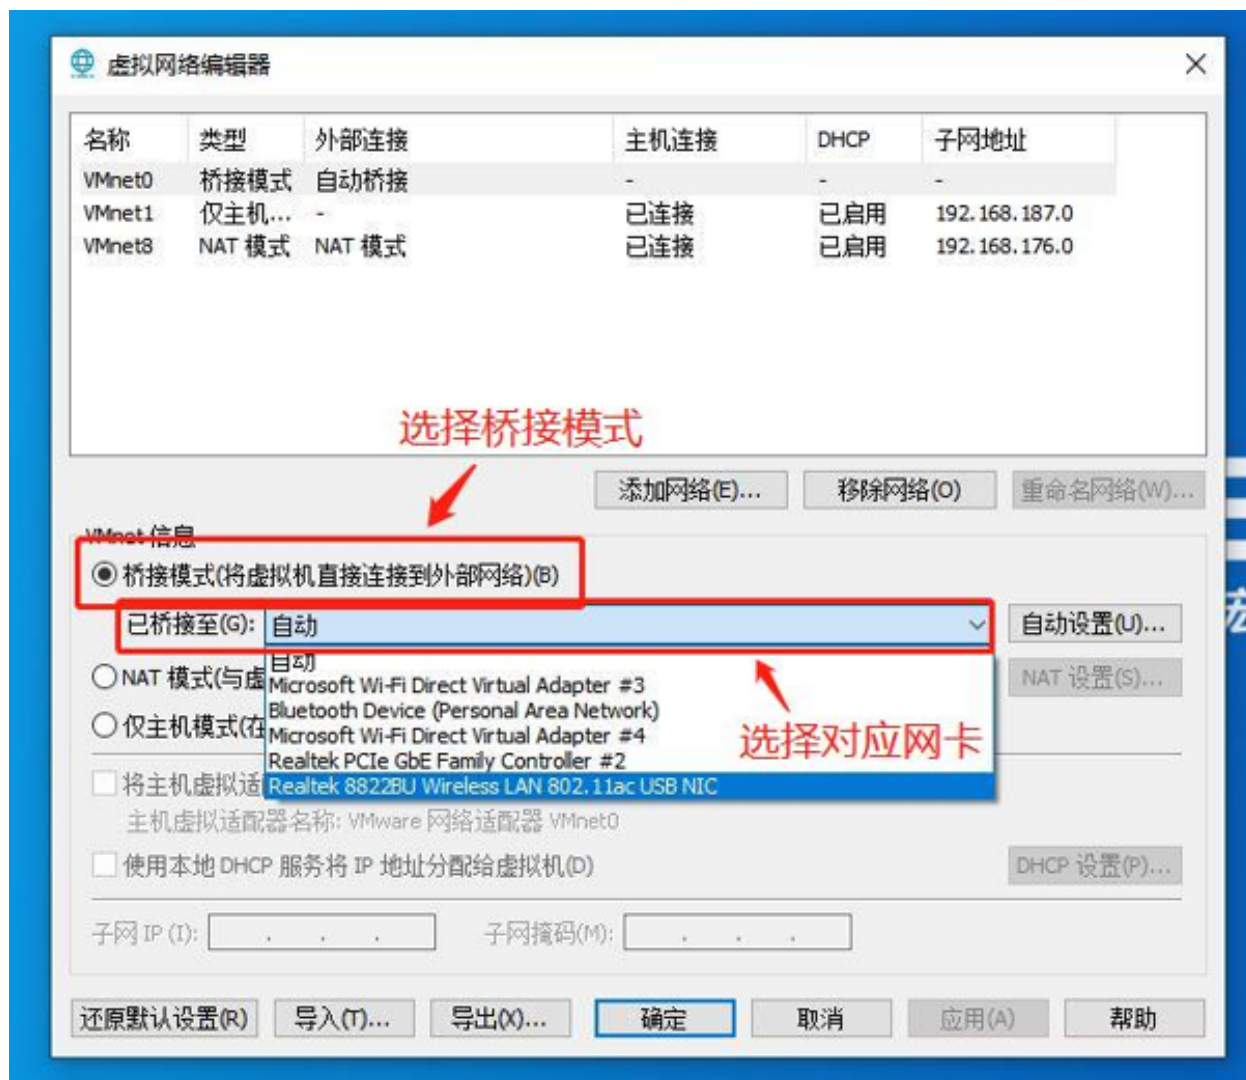 虚拟网络编辑器
名称 类型 外部连接 主机连接 DHCP 子网地址
VMnet0 桥接模式 自动桥接 - - -
VMnet1 仅主机... - 已连接 已启用 192.168.187.0
VMnet8 NAT 模式 NAT 模式 已连接 已启用 192.168.176.0
选择桥接模式
添加网络(E)... 移除网络(O) 重命名网络(W)...
VMnet 信息
桥接模式(将虚拟机直接连接到外部网络)(B)
已桥接至(G): 自动 自动设置(U)...
自动
NAT 模式(与虚 NAT 设置(S)...
Microsoft Wi-Fi Direct Virtual Adapter #3
Bluetooth Device (Personal Area Network)
仅主机模式(在
Microsoft Wi-Fi Direct Virtual Adapter #4
选择对应网卡
Realtek PCIe GbE Family Controller #2
将主机虚拟适
Realtek 8822BU Wireless LAN 802.11ac USB NIC
主机虚拟适配器名称: VMware 网络适配器 VMnet0
使用本地 DHCP 服务将 IP 地址分配给虚拟机(D) DHCP 设置(P)...
子网 IP (I): . . . 子网掩码(M): . . .
还原默认设置(R) 导入(T)... 导出(X)... 确定 取消 应用(A) 帮助